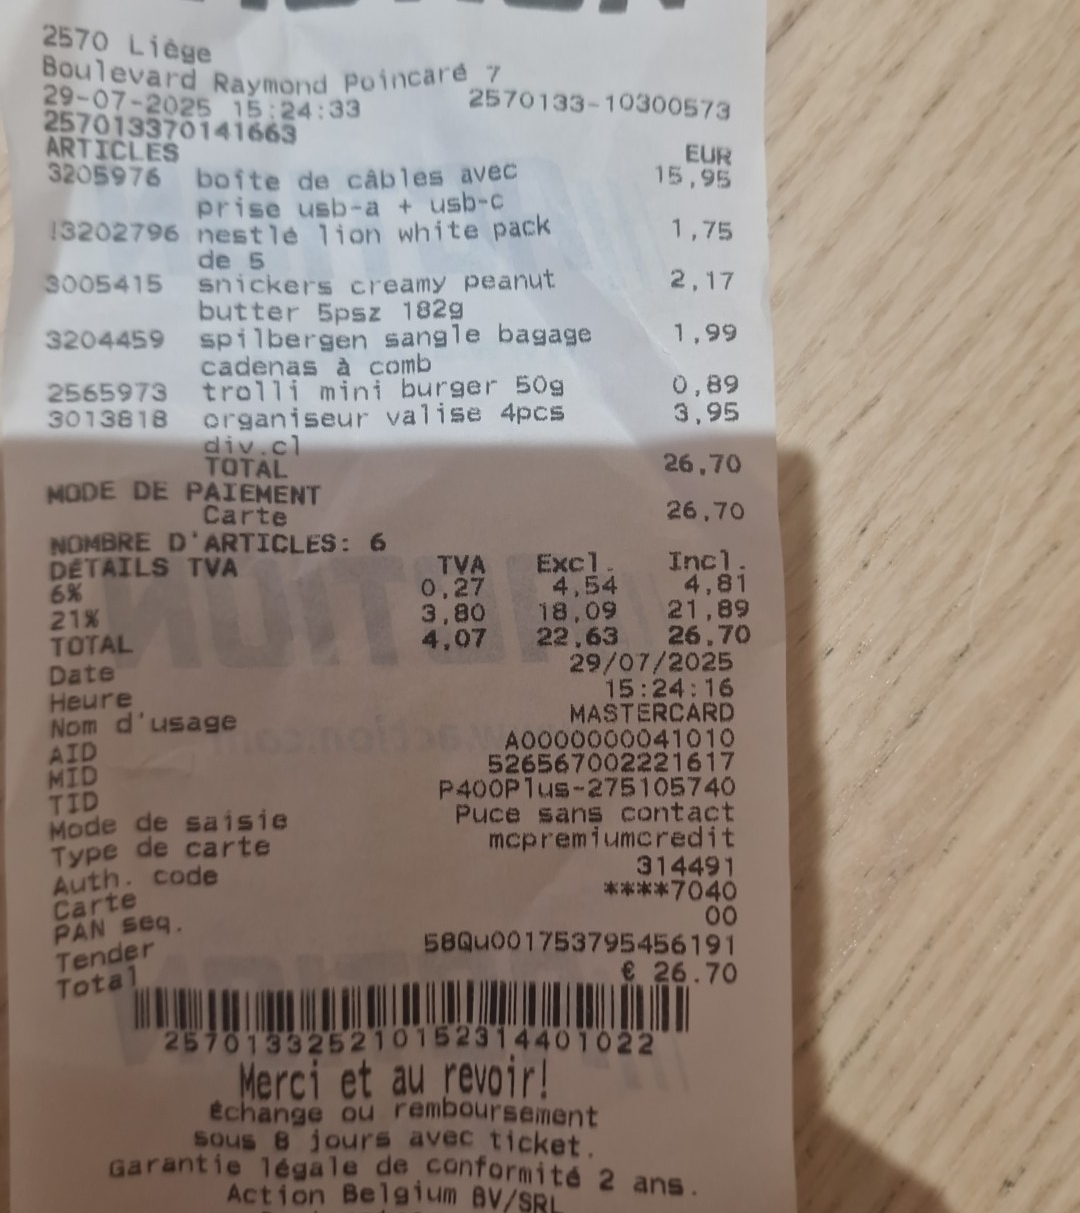 ACTION
2570 Liège
Boulevard Raymond Poincaré 7
29-07-2025 15:24:33 2570133-10300573
257013370141663
ARTICLES EUR
3205976 boîte de câbles avec 15,95
prise usb-a + usb-c
!3202796 nestlé lion white pack 1,75
de 5
3005415 snickers creamy peanut 2,17
butter 5psz 182g
3204459 spilbergen sangle bagage 1,99
cadenas à comb
2565973 trolli mini burger 50g 0,89
3013818 organiseur valise 4pcs 3,95
div.cl
TOTAL 26,70
MODE DE PAIEMENT
Carte 26,70
NOMBRE D'ARTICLES: 6
DÉTAILS TVA TVA Excl. Incl.
6% 0,27 4,54 4,81
21% 3,80 18,09 21,89
TOTAL 4,07 22,63 26,70
Date 29/07/2025
Heure 15:24:16
Nom d'usage MASTERCARD
AID A0000000041010
MID 526567002221617
TID P400Plus-275105740
Mode de saisie Puce sans contact
Type de carte mcpremiumcredit
Auth. code 314491
Carte ****7040
PAN seq. 00
Tender 58Qu001753795456191
Total € 26.70
257013325210152314401022
Merci et au revoir!
Échange ou remboursement
sous 8 jours avec ticket.
Garantie légale de conformité 2 ans.
Action Belgium BV/SRL